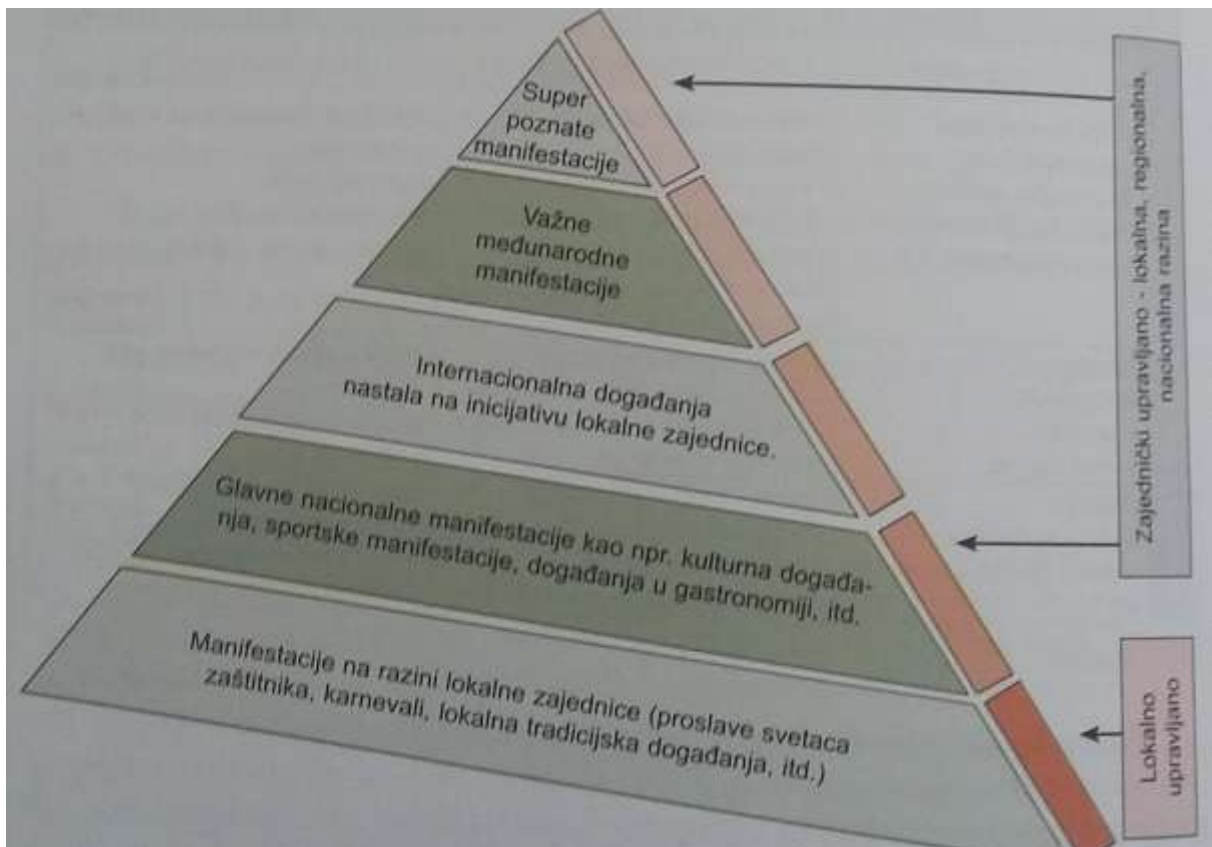 Super
poznate
manifestacije
Važne
međunarodne
manifestacije
Internacionalna događanja
nastala na inicijativu lokalne zajednice.
Glavne nacionalne manifestacije kao npr. kulturna događa-
nja, sportske manifestacije, događanja u gastronomiji, itd.
Manifestacije na razini lokalne zajednice (proslave svetaca
zaštitnika, karnevali, lokalna tradicijska događanja, itd.)
Zajednički upravljano - lokalna, regionalna,
nacionalna razina
Lokalno
upravljano